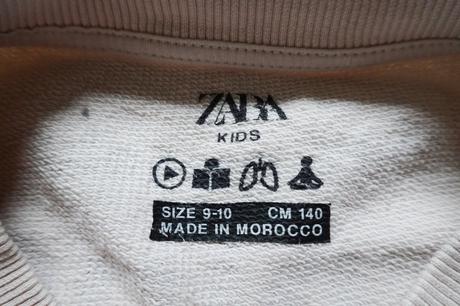 ZARA
KIDS
SIZE 9-10 CM 140
MADE IN MOROCCO